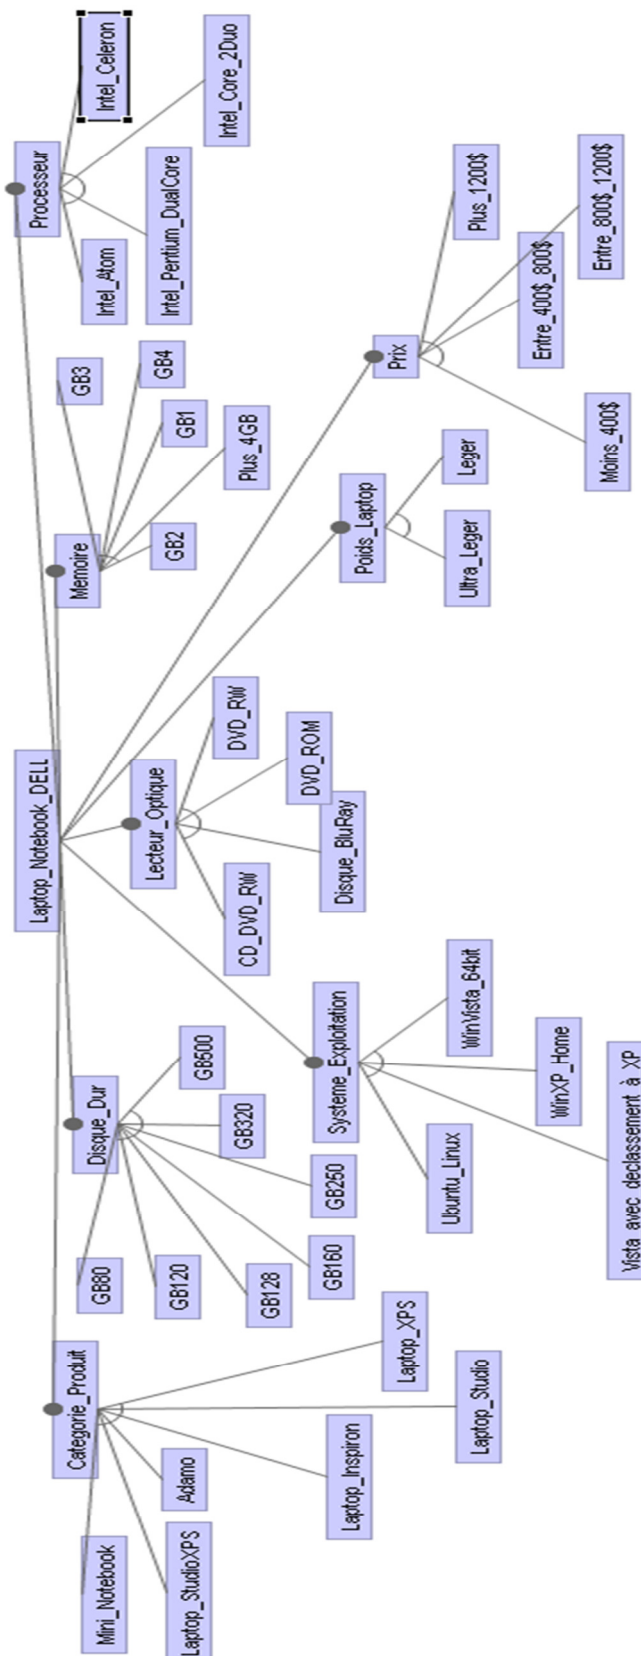 Laptop_Notebook_DELL
Categorie_Produit
Mini_Notebook
Laptop_StudioXPS
Adamo
Laptop_Inspiron
Laptop_Studio
Laptop_XPS
Disque_Dur
GB80
GB120
GB128
GB160
GB250
GB320
GB500
Systeme_Exploitation
Ubuntu_Linux
Vista avec declassement à XP
WinXP_Home
WinVista_64bit
Lecteur_Optique
CD_DVD_RW
Disque_BluRay
DVD_ROM
DVD_RW
Memoire
GB2
Plus_4GB
GB1
GB4
GB3
Poids_Laptop
Ultra_Leger
Leger
Prix
Moins_400$
Entre_400$_800$
Entre_800$_1200$
Plus_1200$
Processeur
Intel_Atom
Intel_Pentium_DualCore
Intel_Core_2Duo
Intel_Celeron